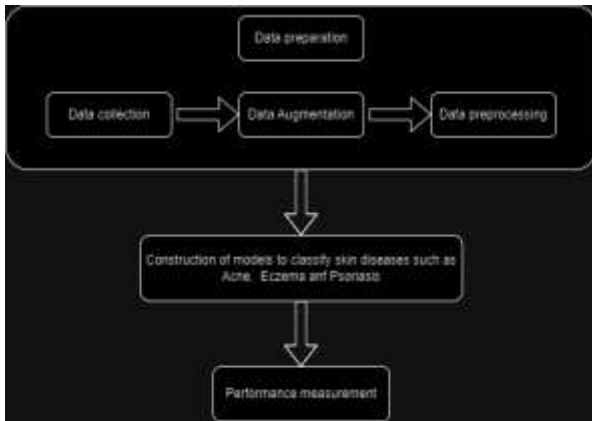 Data preparation
Data collection
Data Augmentation
Data preprocessing
Construction of models to classify skin diseases such as
Acne, Eczema anf Psoriasis
Performance measurement